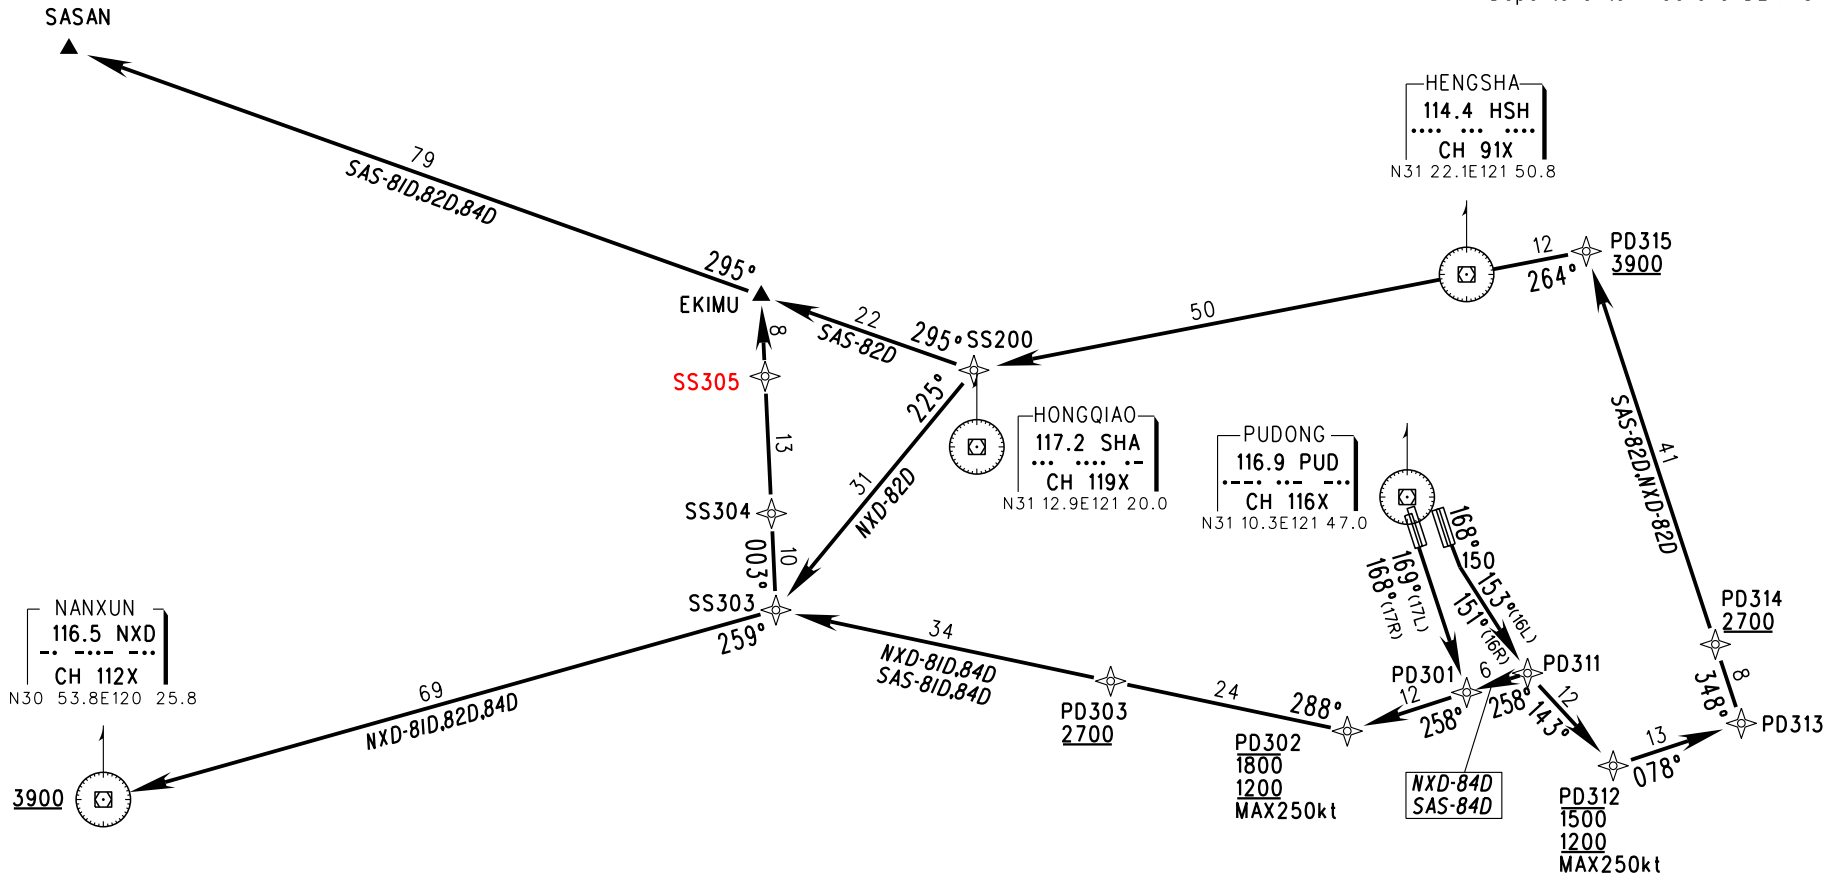 SASAN
HENGSHA
114.4 HSH
CH 91X
N31 22.1E121 50.8
79
SAS-81D,82D,84D
295°
EKIMU
8
22
SAS-82D
295°
SS200
50
12
264°
PD315
3900
SS305
225°
HONGQIAO
117.2 SHA
CH 119X
N31 12.9E121 20.0
PUDONG
116.9 PUD
CH 116X
N31 10.3E121 47.0
13
31
NXD-82D
SS304
10
003°
SS303
259°
41
SAS-82D,NXD-82D
168°
150
169°(17L)
168°(17R)
153°(16L)
151°(16R)
NANXUN
116.5 NXD
CH 112X
N30 53.8E120 25.8
69
NXD-81D,82D,84D
3900
34
NXD-81D,84D
SAS-81D,84D
PD303
2700
24
288°
PD302
1800
1200
MAX250kt
PD301
12
258°
6
258°
PD311
12
143°
NXD-84D
SAS-84D
PD312
1500
1200
MAX250kt
13
078°
PD313
8
348°
PD314
2700